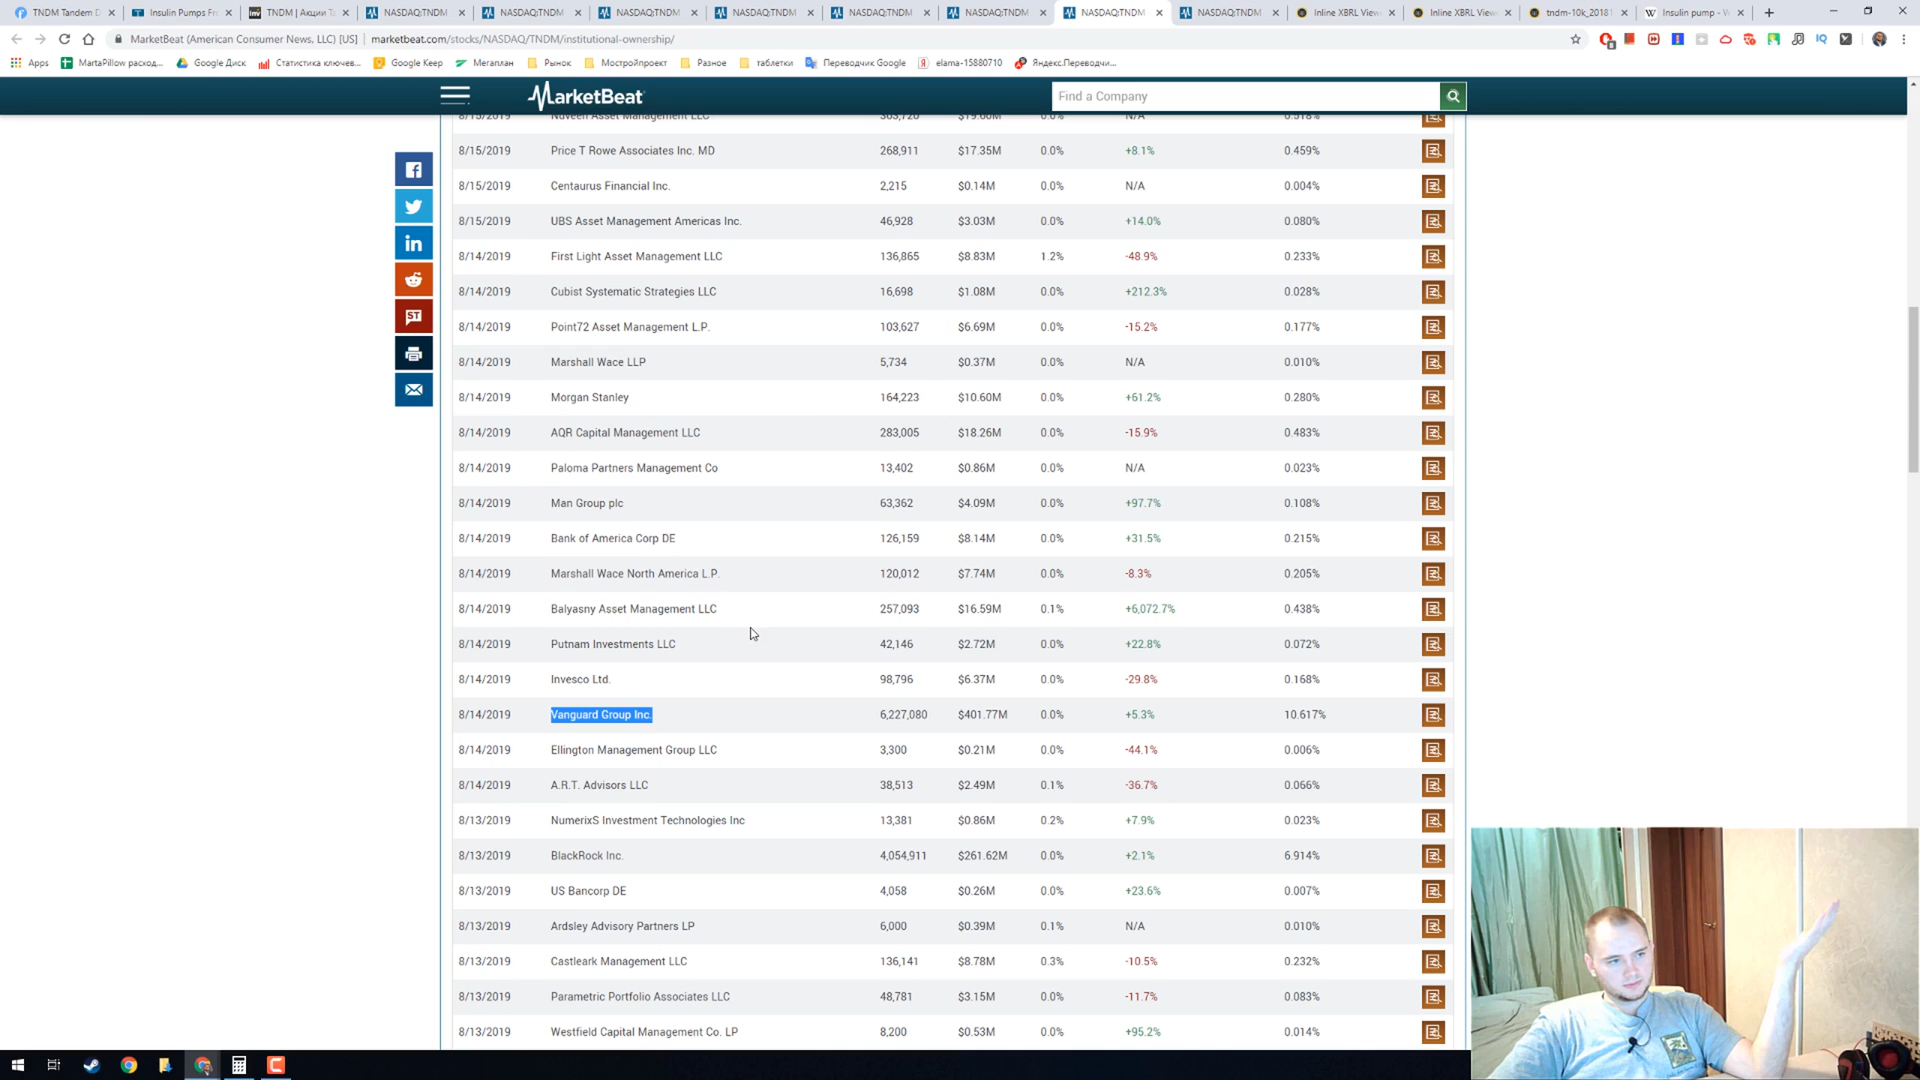 TNDM Tandem D
Insulin Pumps Fr
TNDM | Акции Ta
NASDAQ:TNDM
NASDAQ:TNDM
NASDAQ:TNDM
NASDAQ:TNDM
NASDAQ:TNDM
NASDAQ:TNDM
NASDAQ:TNDM
NASDAQ:TNDM
Inline XBRL View
Inline XBRL View
tndm-10k_2018
Insulin pump - W
MarketBeat (American Consumer News, LLC) [US] | marketbeat.com/stocks/NASDAQ/TNDM/institutional-ownership/
Apps
MartaPillow расход...
Google Диск
Статистика ключев...
Google Keep
Мегаплан
Рынок
Мостройпроект
Разное
таблетки
Переводчик Google
elama-15880710
Яндекс.Переводчи...
MarketBeat
Find a Company
8/15/2019 Nuveen Asset Management LLC 303,720 $19.60M 0.0% N/A 0.518%
8/15/2019 Price T Rowe Associates Inc. MD 268,911 $17.35M 0.0% +8.1% 0.459%
8/15/2019 Centaurus Financial Inc. 2,215 $0.14M 0.0% N/A 0.004%
8/15/2019 UBS Asset Management Americas Inc. 46,928 $3.03M 0.0% +14.0% 0.080%
8/14/2019 First Light Asset Management LLC 136,865 $8.83M 1.2% -48.9% 0.233%
8/14/2019 Cubist Systematic Strategies LLC 16,698 $1.08M 0.0% +212.3% 0.028%
8/14/2019 Point72 Asset Management L.P. 103,627 $6.69M 0.0% -15.2% 0.177%
8/14/2019 Marshall Wace LLP 5,734 $0.37M 0.0% N/A 0.010%
8/14/2019 Morgan Stanley 164,223 $10.60M 0.0% +61.2% 0.280%
8/14/2019 AQR Capital Management LLC 283,005 $18.26M 0.0% -15.9% 0.483%
8/14/2019 Paloma Partners Management Co 13,402 $0.86M 0.0% N/A 0.023%
8/14/2019 Man Group plc 63,362 $4.09M 0.0% +97.7% 0.108%
8/14/2019 Bank of America Corp DE 126,159 $8.14M 0.0% +31.5% 0.215%
8/14/2019 Marshall Wace North America L.P. 120,012 $7.74M 0.0% -8.3% 0.205%
8/14/2019 Balyasny Asset Management LLC 257,093 $16.59M 0.1% +6,072.7% 0.438%
8/14/2019 Putnam Investments LLC 42,146 $2.72M 0.0% +22.8% 0.072%
8/14/2019 Invesco Ltd. 98,796 $6.37M 0.0% -29.8% 0.168%
8/14/2019 Vanguard Group Inc. 6,227,080 $401.77M 0.0% +5.3% 10.617%
8/14/2019 Ellington Management Group LLC 3,300 $0.21M 0.0% -44.1% 0.006%
8/14/2019 A.R.T. Advisors LLC 38,513 $2.49M 0.1% -36.7% 0.066%
8/13/2019 NumerixS Investment Technologies Inc 13,381 $0.86M 0.2% +7.9% 0.023%
8/13/2019 BlackRock Inc. 4,054,911 $261.62M 0.0% +2.1% 6.914%
8/13/2019 US Bancorp DE 4,058 $0.26M 0.0% +23.6% 0.007%
8/13/2019 Ardsley Advisory Partners LP 6,000 $0.39M 0.1% N/A 0.010%
8/13/2019 Castleark Management LLC 136,141 $8.78M 0.3% -10.5% 0.232%
8/13/2019 Parametric Portfolio Associates LLC 48,781 $3.15M 0.0% -11.7% 0.083%
8/13/2019 Westfield Capital Management Co. LP 8,200 $0.53M 0.0% +95.2% 0.014%